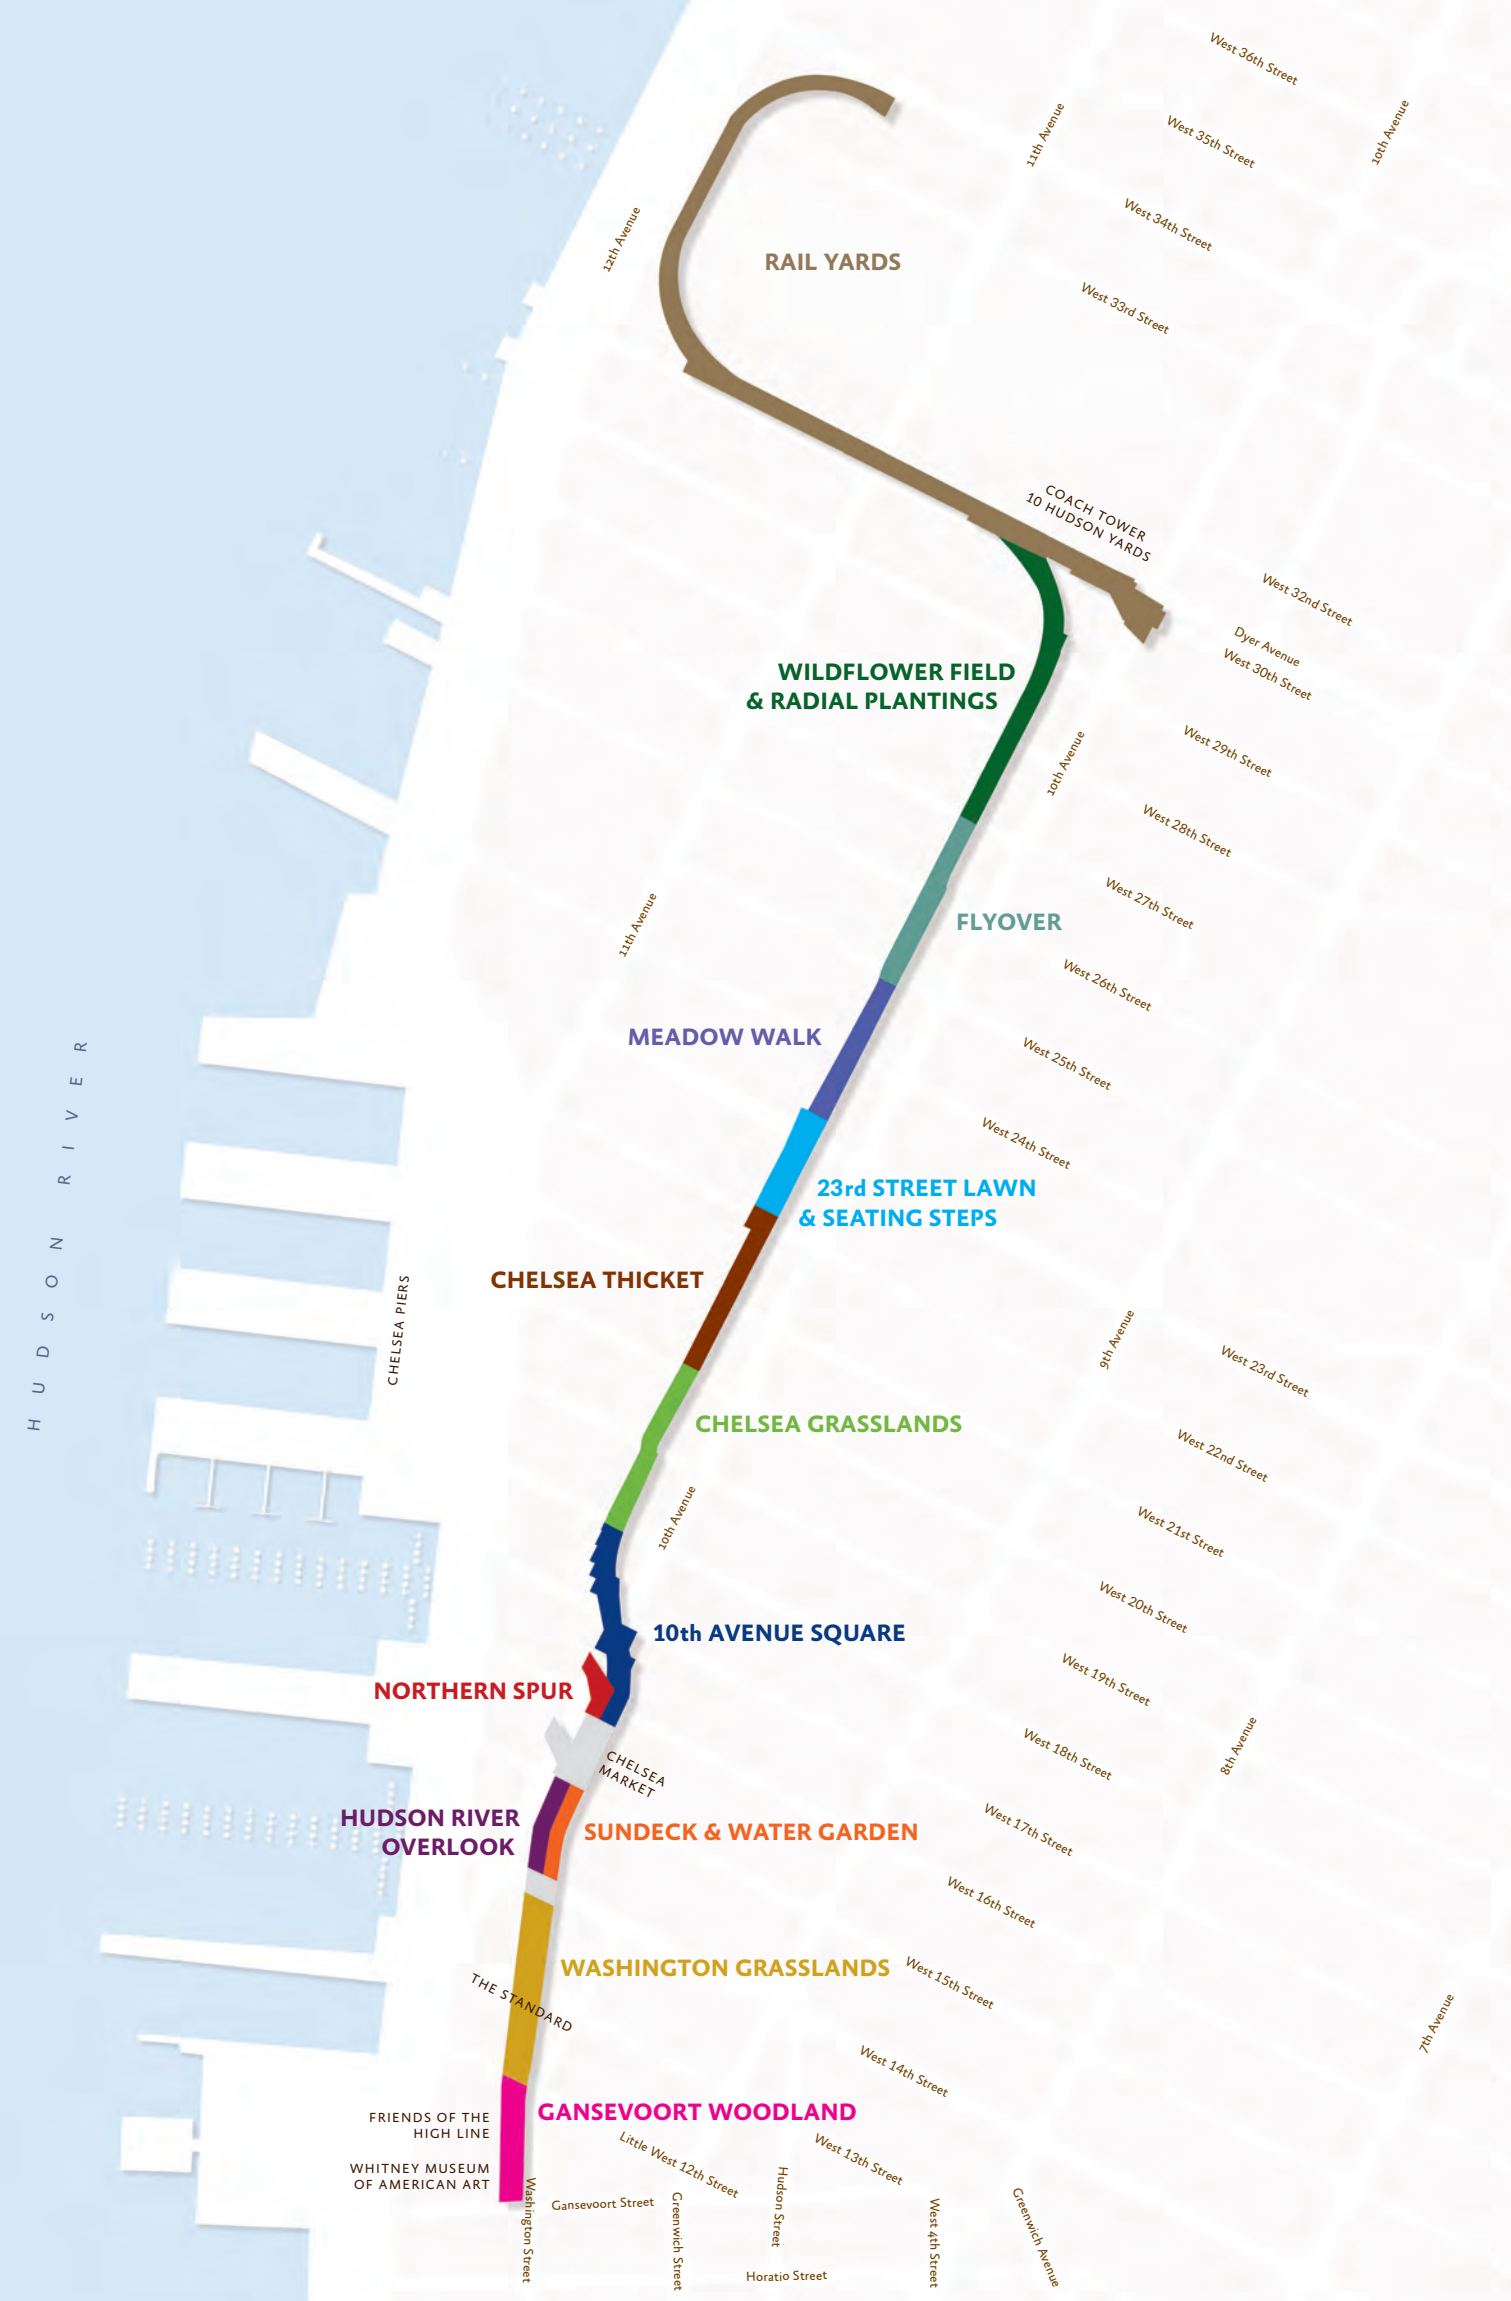 West 36th Street
West 35th Street
11th Avenue
10th Avenue
West 34th Street
12th Avenue
RAIL YARDS
West 33rd Street
COACH TOWER
10 HUDSON YARDS
West 32nd Street
Dyer Avenue
West 30th Street
WILDFLOWER FIELD
& RADIAL PLANTINGS
West 29th Street
10th Avenue
West 28th Street
West 27th Street
11th Avenue
FLYOVER
West 26th Street
MEADOW WALK
West 25th Street
West 24th Street
23rd STREET LAWN
& SEATING STEPS
HUDSON RIVER
CHELSEA THICKET
CHELSEA PIERS
9th Avenue
West 23rd Street
CHELSEA GRASSLANDS
West 22nd Street
10th Avenue
West 21st Street
West 20th Street
10th AVENUE SQUARE
West 19th Street
NORTHERN SPUR
8th Avenue
West 18th Street
CHELSEA
MARKET
HUDSON RIVER
OVERLOOK
SUNDECK & WATER GARDEN
West 17th Street
West 16th Street
WASHINGTON GRASSLANDS
West 15th Street
THE STANDARD
7th Avenue
West 14th Street
GANSEVOORT WOODLAND
FRIENDS OF THE
HIGH LINE
WHITNEY MUSEUM
OF AMERICAN ART
Little West 12th Street
West 13th Street
Washington Street
Gansevoort Street
Greenwich Street
Hudson Street
West 4th Street
Greenwich Avenue
Horatio Street